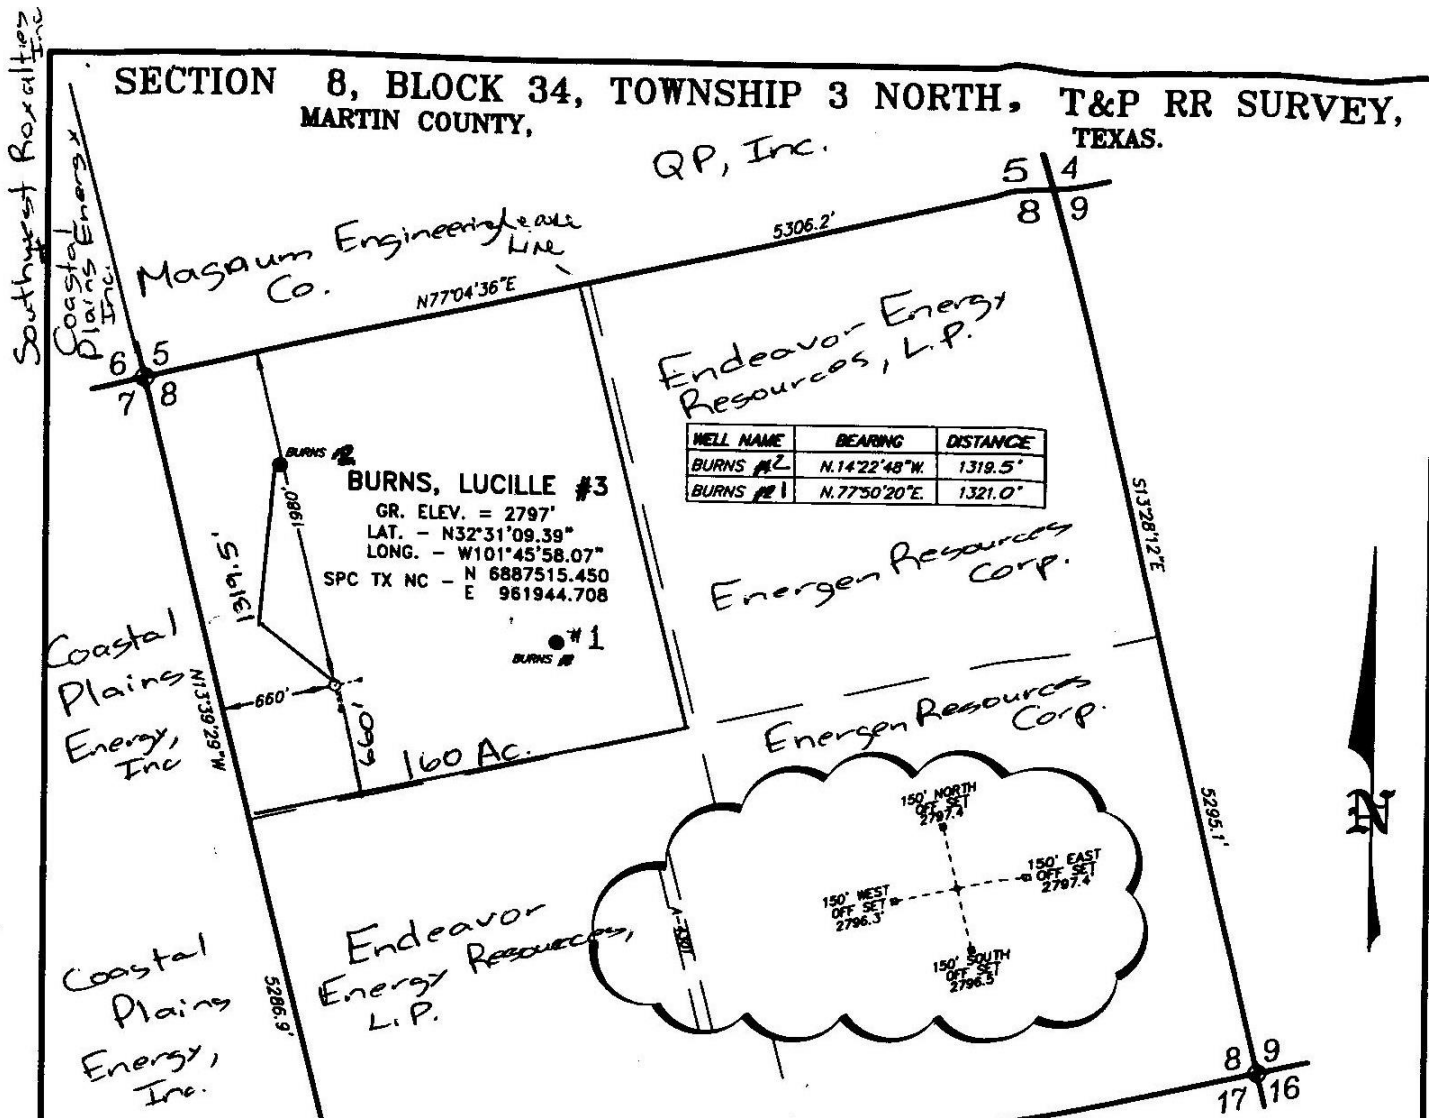 Southwest Royalties
Inc
SECTION 8, BLOCK 34, TOWNSHIP 3 NORTH, T&P RR SURVEY,
MARTIN COUNTY, TEXAS.
QP, Inc.
5 4
8 9
5306.2'
Coastal
Plains Energy
Inc.
Magnum Engineering
Co.
Lease
Line
N77°04'36"E
6 5
7 8
Endeavor Energy
Resources, L.P.
WELL NAME BEARING DISTANCE
BURNS #2 N.14°22'48"W. 1319.5'
BURNS #1 N.77°50'20"E. 1321.0'
BURNS #2
BURNS, LUCILLE #3
GR. ELEV. = 2797'
LAT. - N32°31'09.39"
LONG. - W101°45'58.07"
SPC TX NC - N 6887515.450
E 961944.708
1980'
1319.5'
S13°28'12"E
Energen Resources
Corp.
#1
BURNS
Coastal
Plains
Energy,
Inc
N13°39'29"W
660'
660'
160 Ac.
Energen Resources
Corp.
150' NORTH
OFF SET
2797.4'
150' EAST
OFF SET
2797.4'
150' WEST
OFF SET
2796.3'
150' SOUTH
OFF SET
2796.5'
5295.1'
N
Endeavor
Energy Resources,
L.P.
Coastal
Plains
Energy,
Inc.
5286.9'
8 9
17 16